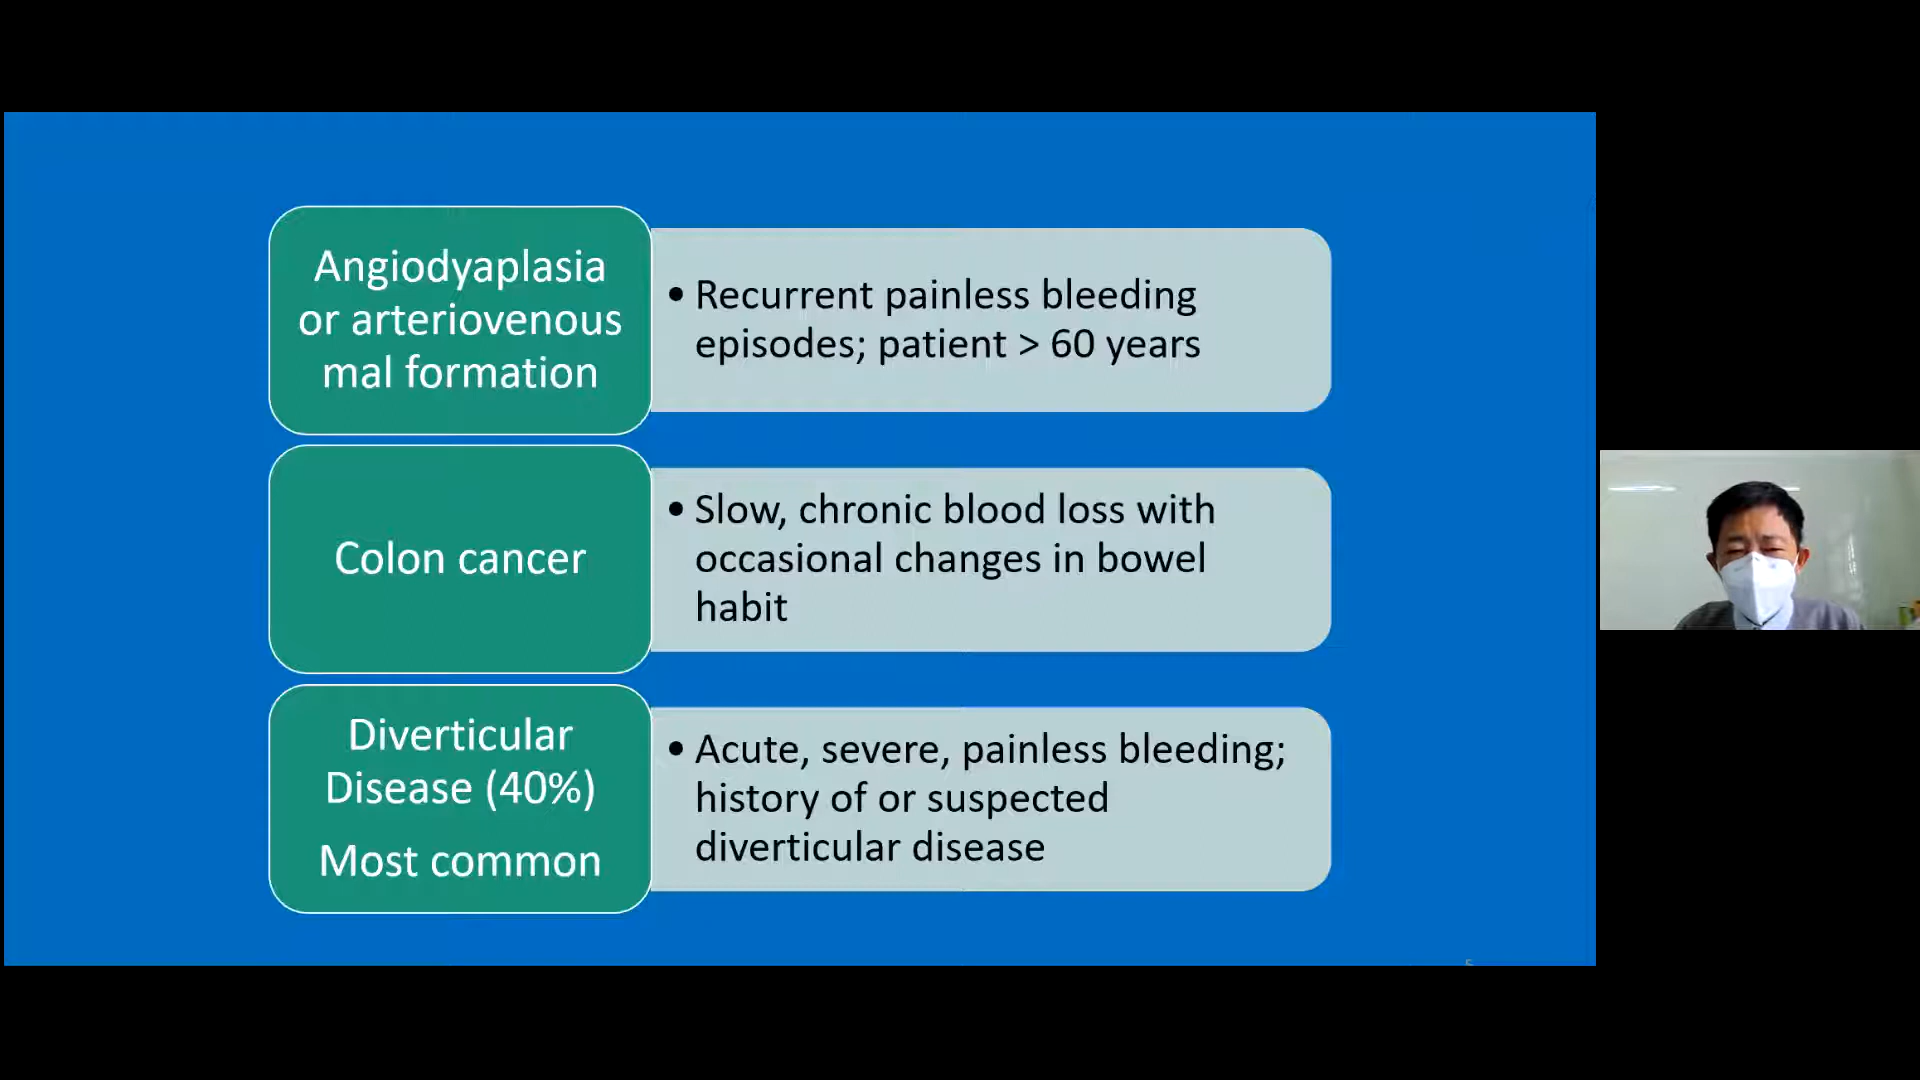 Angiodyaplasia
or arteriovenous
mal formation
• Recurrent painless bleeding
episodes; patient > 60 years
Colon cancer
• Slow, chronic blood loss with
occasional changes in bowel
habit
Diverticular
Disease (40%)
Most common
• Acute, severe, painless bleeding;
history of or suspected
diverticular disease
5